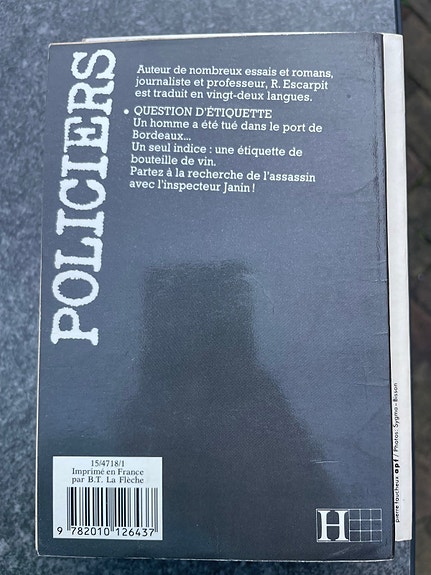 POLICIERS
Auteur de nombreux essais et romans,
journaliste et professeur, R. Escarpit
est traduit en vingt-deux langues.
• QUESTION D'ÉTIQUETTE
Un homme a été tué dans le port de
Bordeaux...
Un seul indice : une étiquette de
bouteille de vin.
Partez à la recherche de l'assassin
avec l'inspecteur Janin !
15/4718/1
Imprimé en France
par B.T. La Flèche
9 782010 126437
H
pierre faucheux apf / Photos : Sygma - Bisson